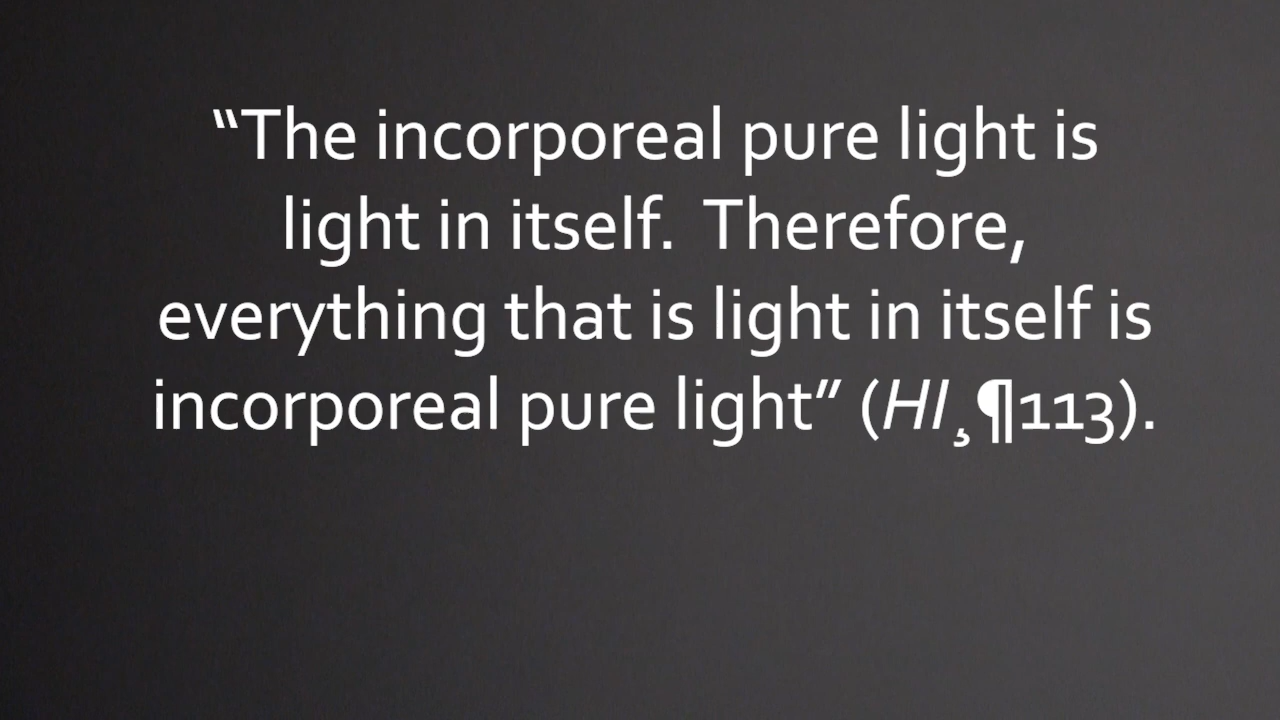 “The incorporeal pure light is
light in itself.  Therefore,
everything that is light in itself is
incorporeal pure light” (HI¸¶113).